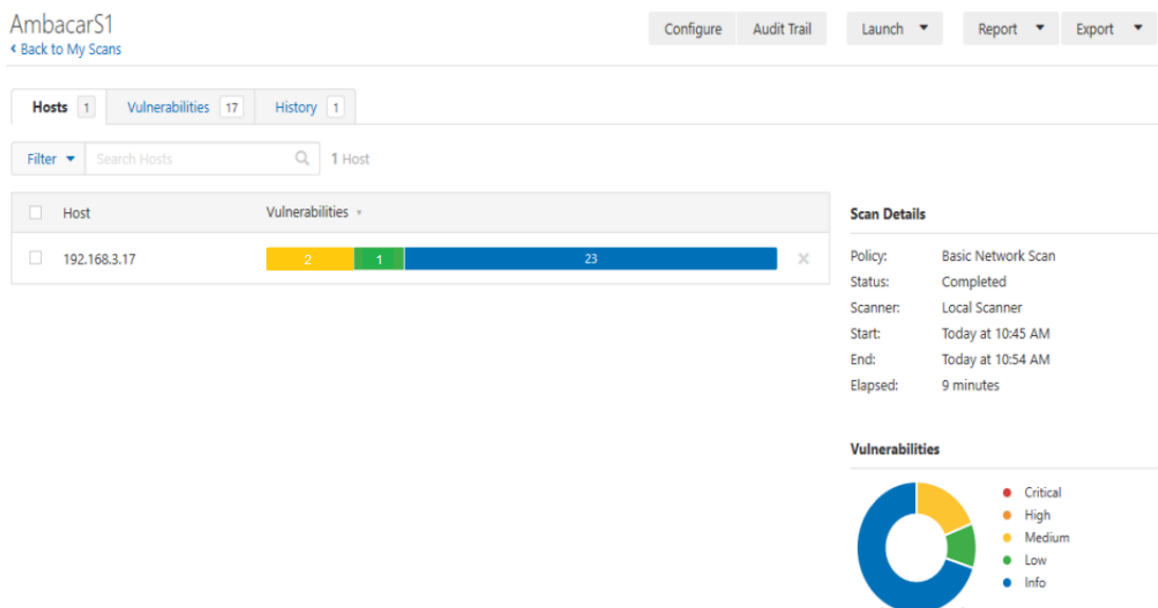 AmbacarS1
Back to My Scans
Configure Audit Trail Launch Report Export
Hosts 1 Vulnerabilities 17 History 1
Filter Search Hosts 1 Host
Host Vulnerabilities
192.168.3.17 2 1 23
Scan Details
Policy: Basic Network Scan
Status: Completed
Scanner: Local Scanner
Start: Today at 10:45 AM
End: Today at 10:54 AM
Elapsed: 9 minutes
Vulnerabilities
Critical
High
Medium
Low
Info